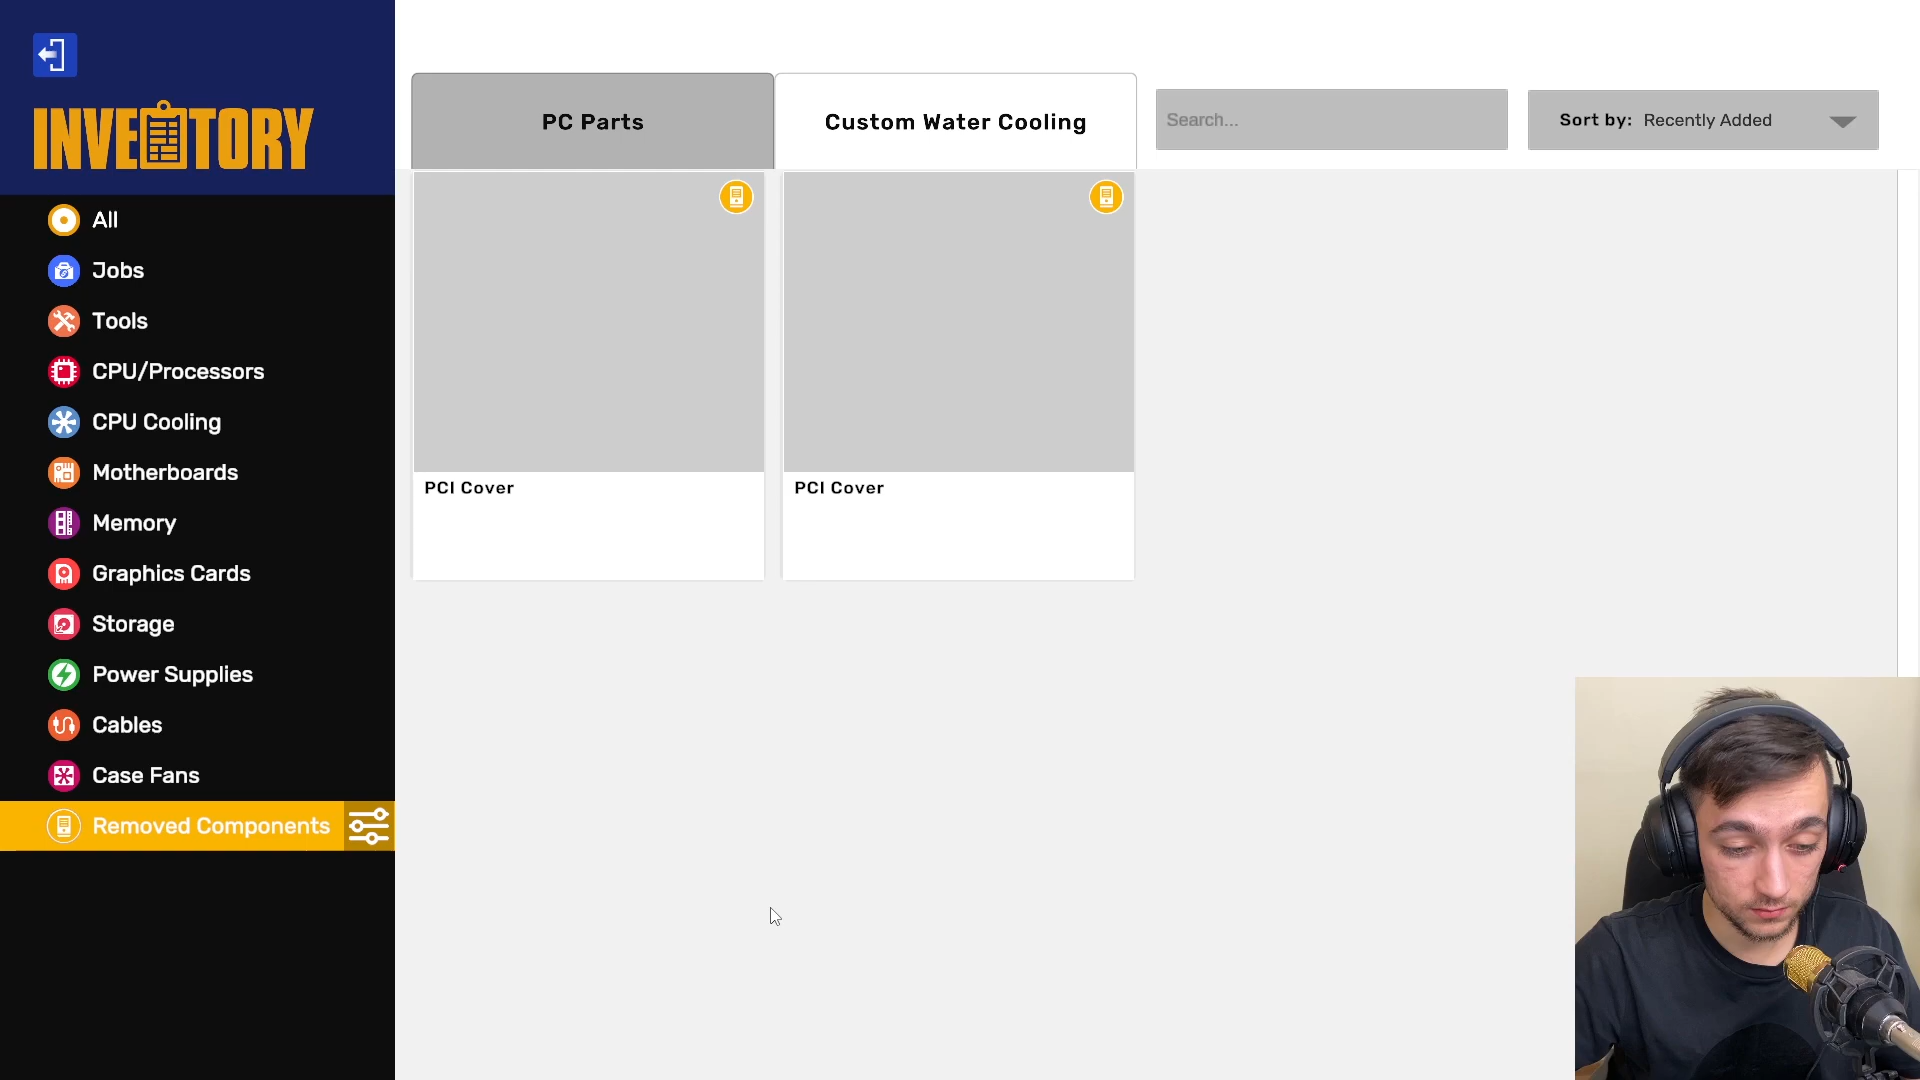 INVENTORY
All
Jobs
Tools
CPU/Processors
CPU Cooling
Motherboards
Memory
Graphics Cards
Storage
Power Supplies
Cables
Case Fans
Removed Components
PC Parts
Custom Water Cooling
Search...
Sort by: Recently Added
PCI Cover
PCI Cover